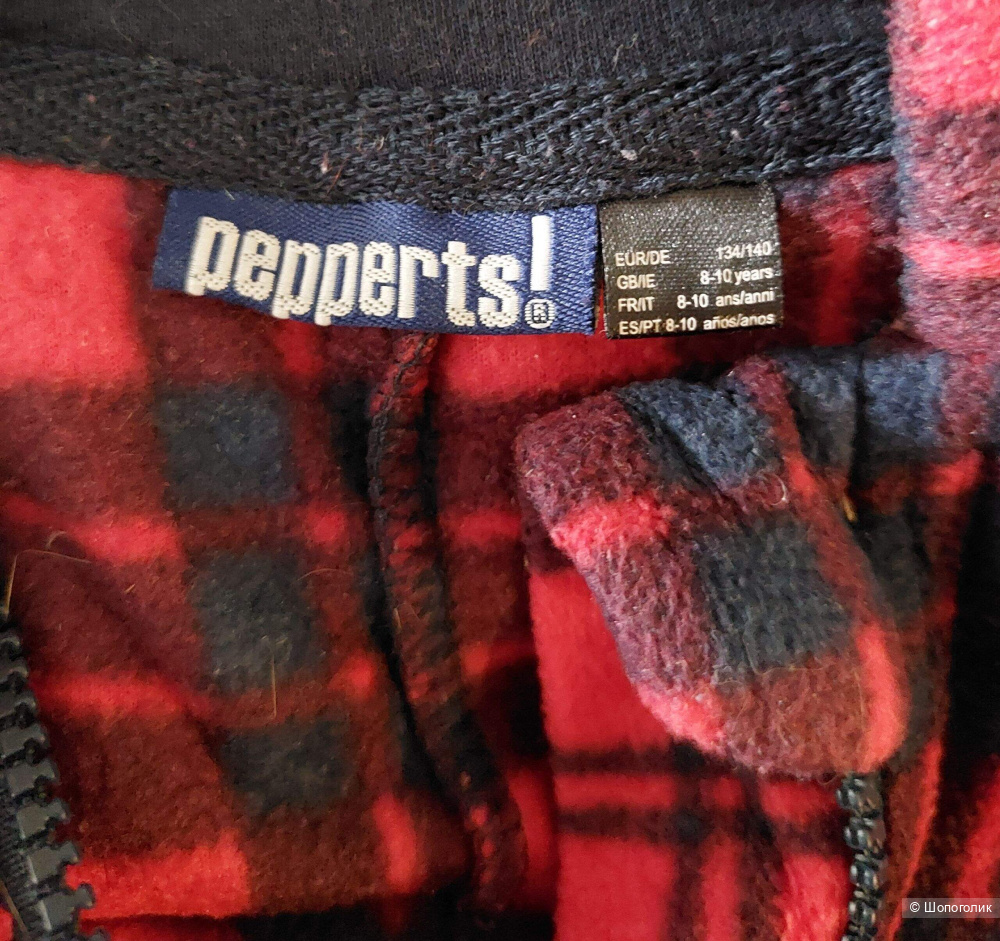 pepperts!®
EUR/DE 134/140
GB/IE 8-10 years
FR/IT 8-10 ans/anni
ES/PT 8-10 años/anos
© Шопоголик